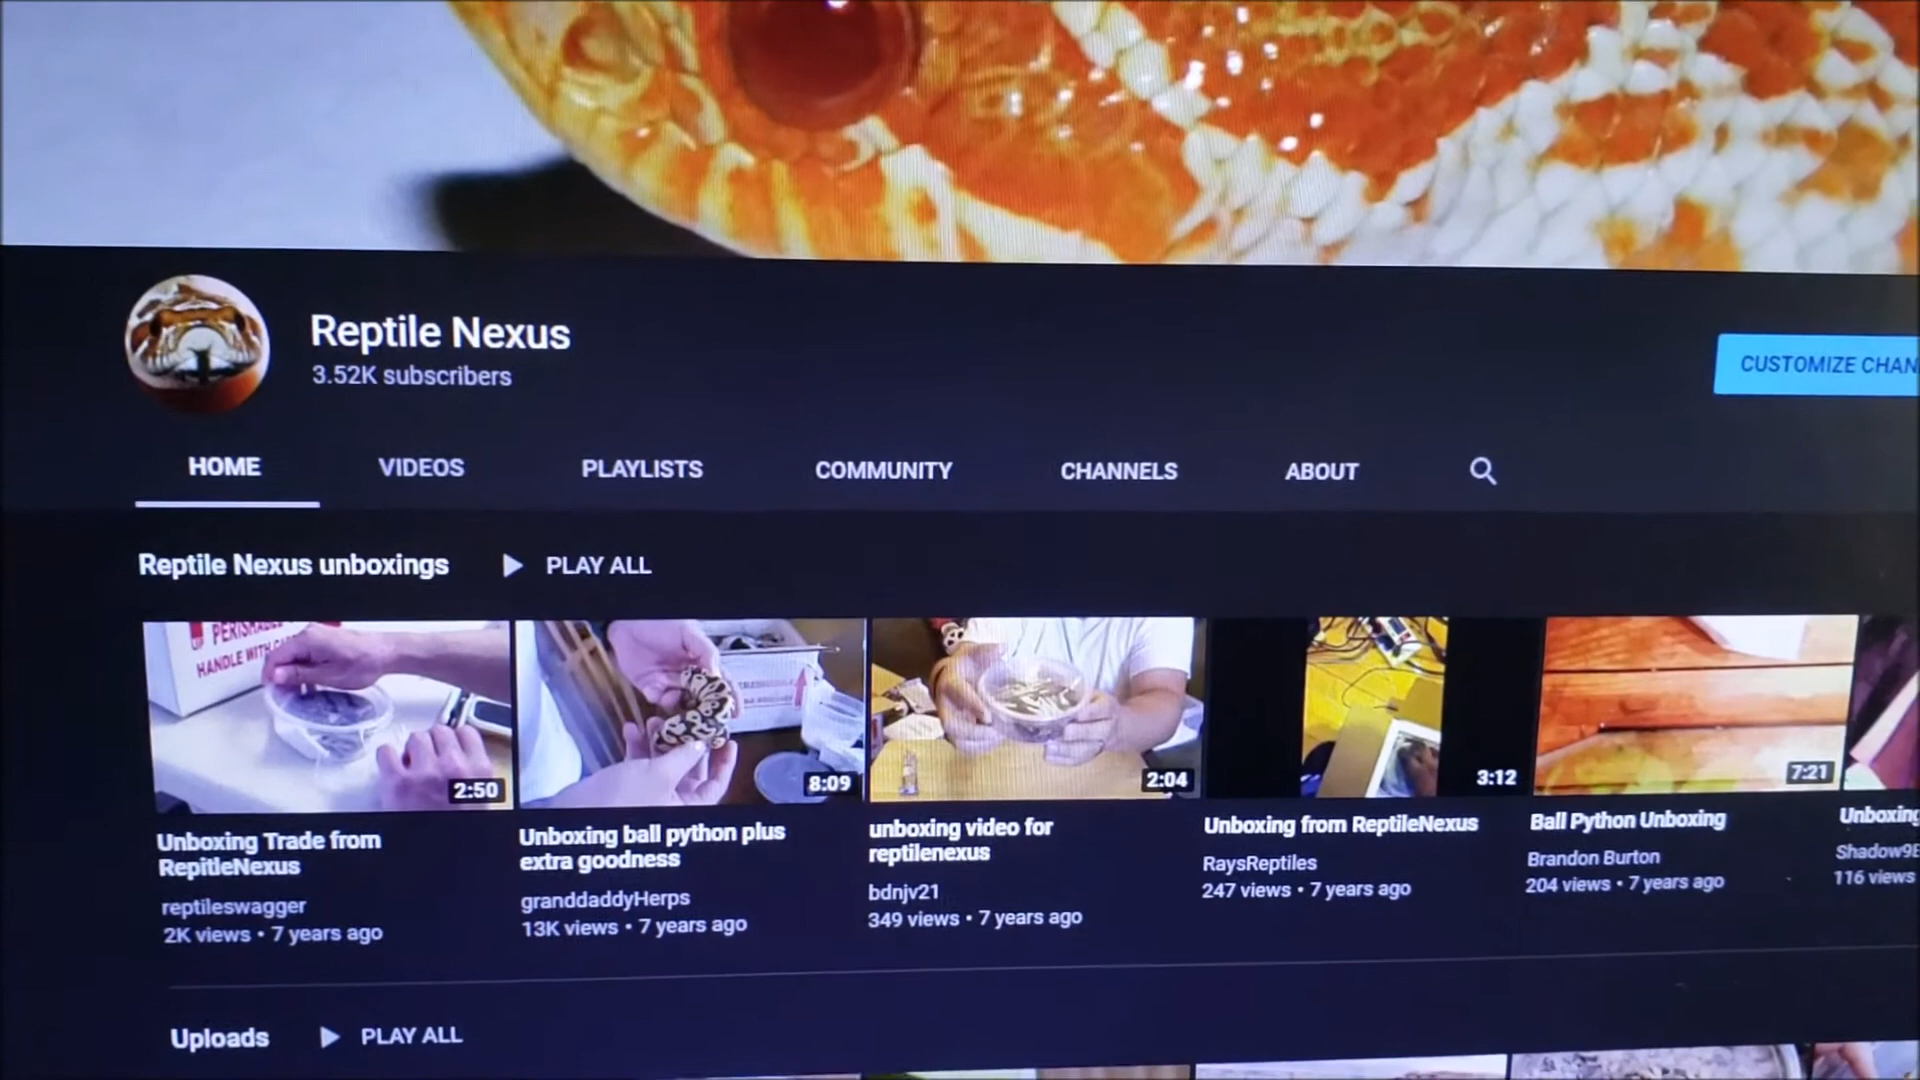 Reptile Nexus
3.52K subscribers
CUSTOMIZE CHAN
HOME VIDEOS PLAYLISTS COMMUNITY CHANNELS ABOUT
Reptile Nexus unboxings PLAY ALL
PERISHABLE
HANDLE WITH
2:50
8:09
2:04
3:12
7:21
Unboxing Trade from
RepitleNexus
reptileswagger
2K views • 7 years ago
Unboxing ball python plus
extra goodness
granddaddyHerps
13K views • 7 years ago
unboxing video for
reptilenexus
bdnjv21
349 views • 7 years ago
Unboxing from ReptileNexus
RaysReptiles
247 views • 7 years ago
Ball Python Unboxing
Brandon Burton
204 views • 7 years ago
Unboxing
Shadow9
116 views
Uploads PLAY ALL